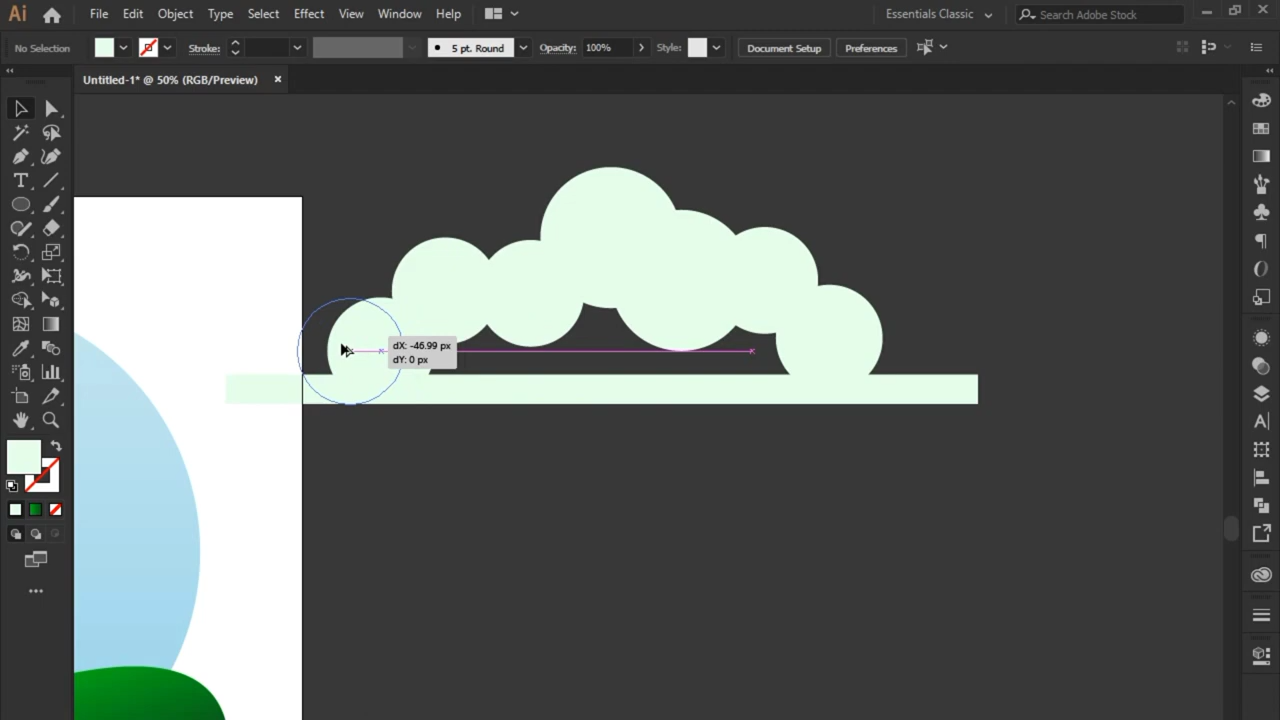 Ai File Edit Object Type Select Effect View Window Help Essentials Classic Search Adobe Stock
No Selection Stroke: 5 pt. Round Opacity: 100% Style: Document Setup Preferences
Untitled-1* @ 50% (RGB/Preview) ×
dX: -46.99 px
dY: 0 px